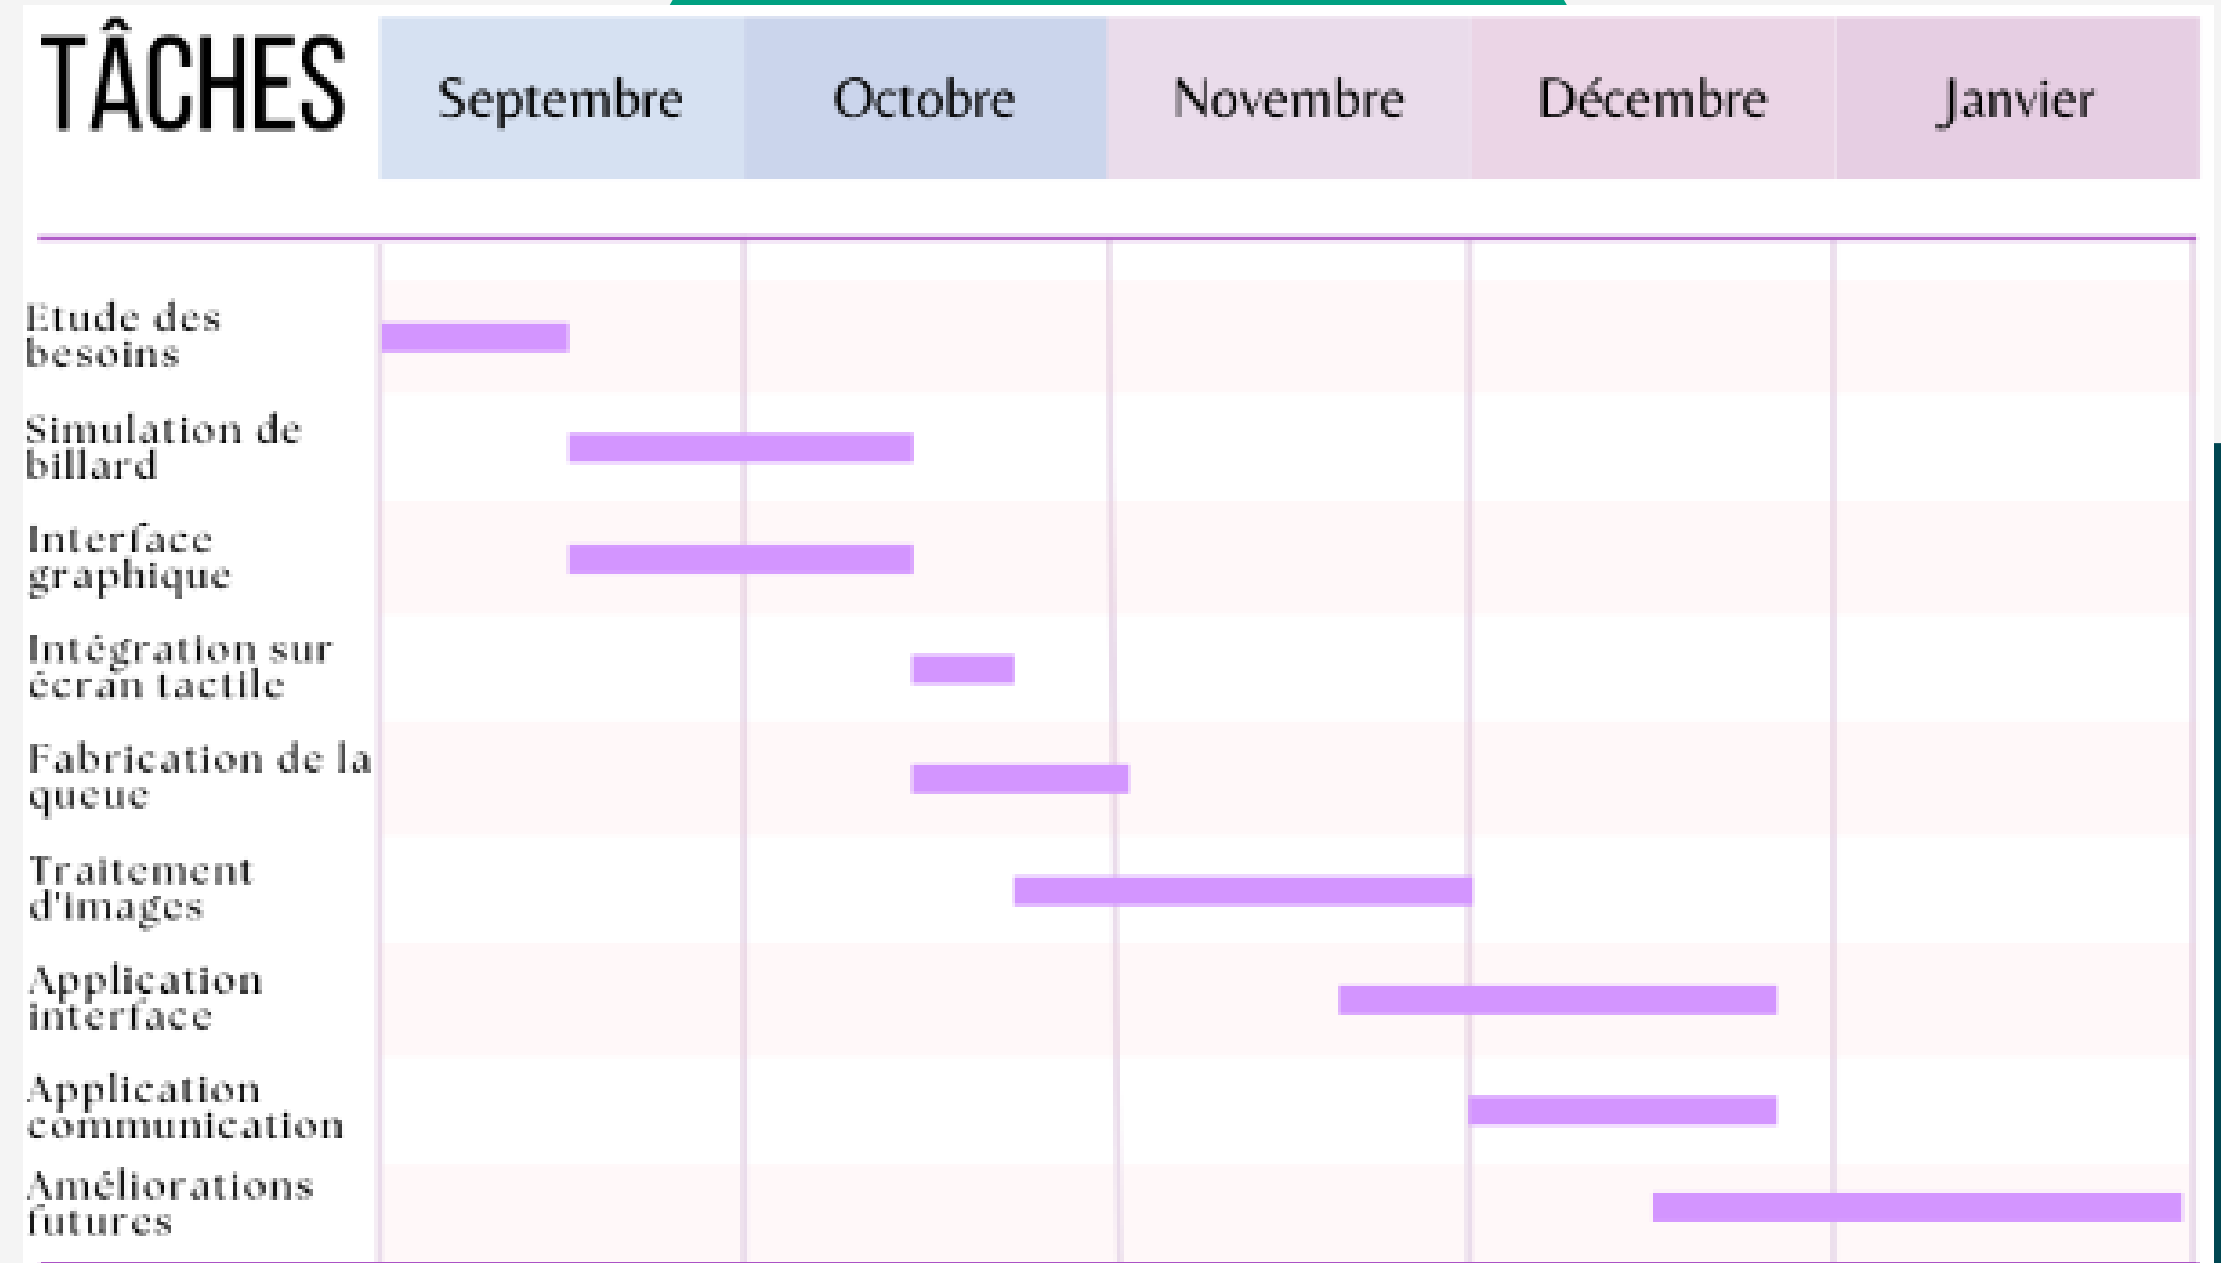 TÂCHES
Septembre
Octobre
Novembre
Décembre
Janvier
Etude des
besoins
Simulation de
billard
Interface
graphique
Intégration sur
écran tactile
Fabrication de la
queue
Traitement
d'images
Application
interface
Application
communication
Améliorations
futures